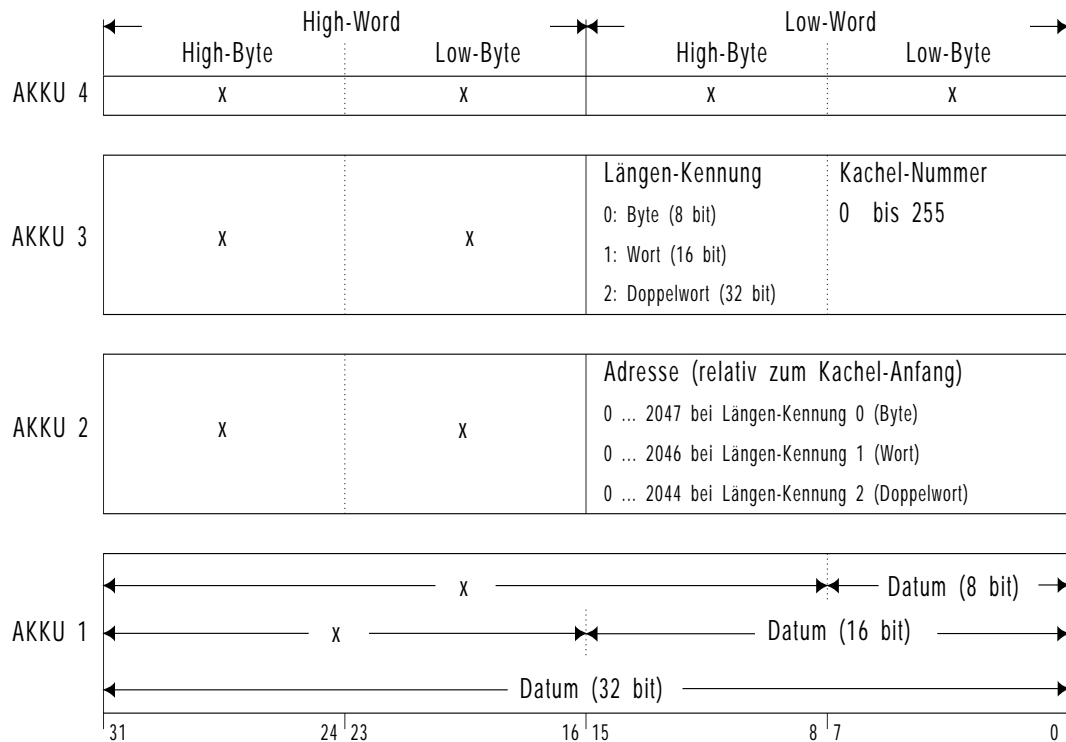 High-Word Low-Word
High-Byte Low-Byte High-Byte Low-Byte
AKKU 4 x x x x
Längen-Kennung Kachel-Nummer
0: Byte (8 bit) 0 bis 255
AKKU 3 x x
1: Wort (16 bit)
2: Doppelwort (32 bit)
Adresse (relativ zum Kachel-Anfang)
0 ... 2047 bei Längen-Kennung 0 (Byte)
AKKU 2 x x
0 ... 2046 bei Längen-Kennung 1 (Wort)
0 ... 2044 bei Längen-Kennung 2 (Doppelwort)
x Datum (8 bit)
AKKU 1 x Datum (16 bit)
Datum (32 bit)
31 24 23 16 15 8 7 0